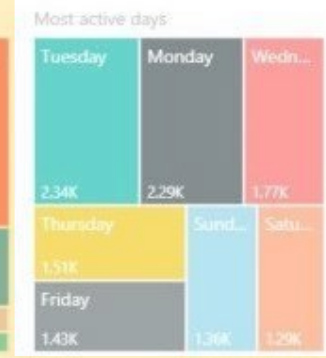 Most active days
Tuesday
Monday
Wedn...
2.34K
2.29K
1.77K
Thursday
Sund...
Satu...
1.51K
Friday
1.43K
1.36K
1.29K